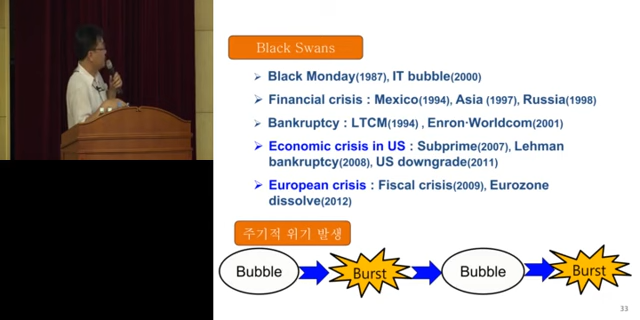 Black Swans
➢ Black Monday(1987), IT bubble(2000)
➢ Financial crisis : Mexico(1994), Asia (1997), Russia(1998)
➢ Bankruptcy : LTCM(1994) , Enron·Worldcom(2001)
➢ Economic crisis in US : Subprime(2007), Lehman
bankruptcy(2008), US downgrade(2011)
➢ European crisis : Fiscal crisis(2009), Eurozone
dissolve(2012)
주기적 위기 발생
Bubble Burst Bubble Burst
33